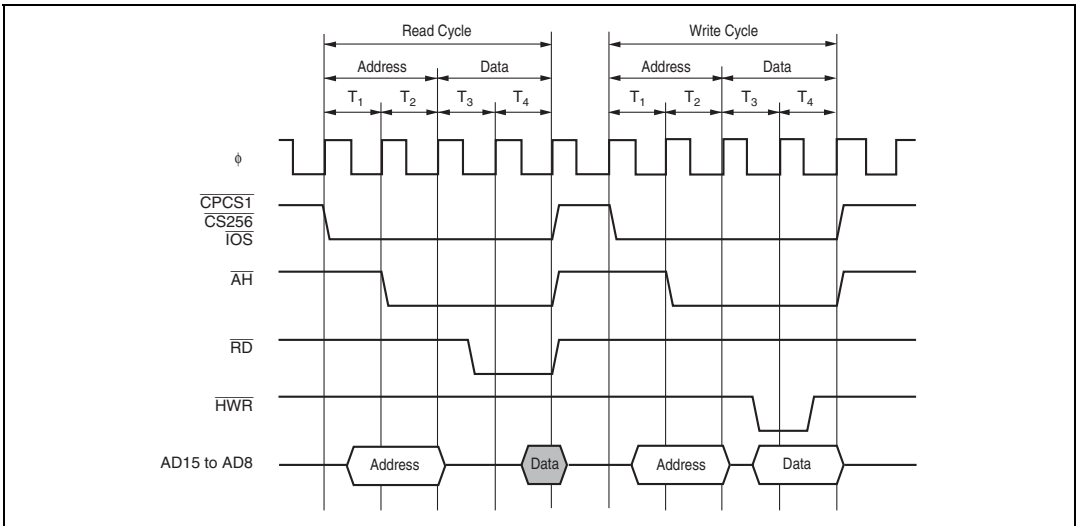 Read Cycle Write Cycle
Address Data Address Data
T1 T2 T3 T4 T1 T2 T3 T4
ϕ
CPCS1
CS256
IOS
AH
RD
HWR
AD15 to AD8 Address Data Address Data